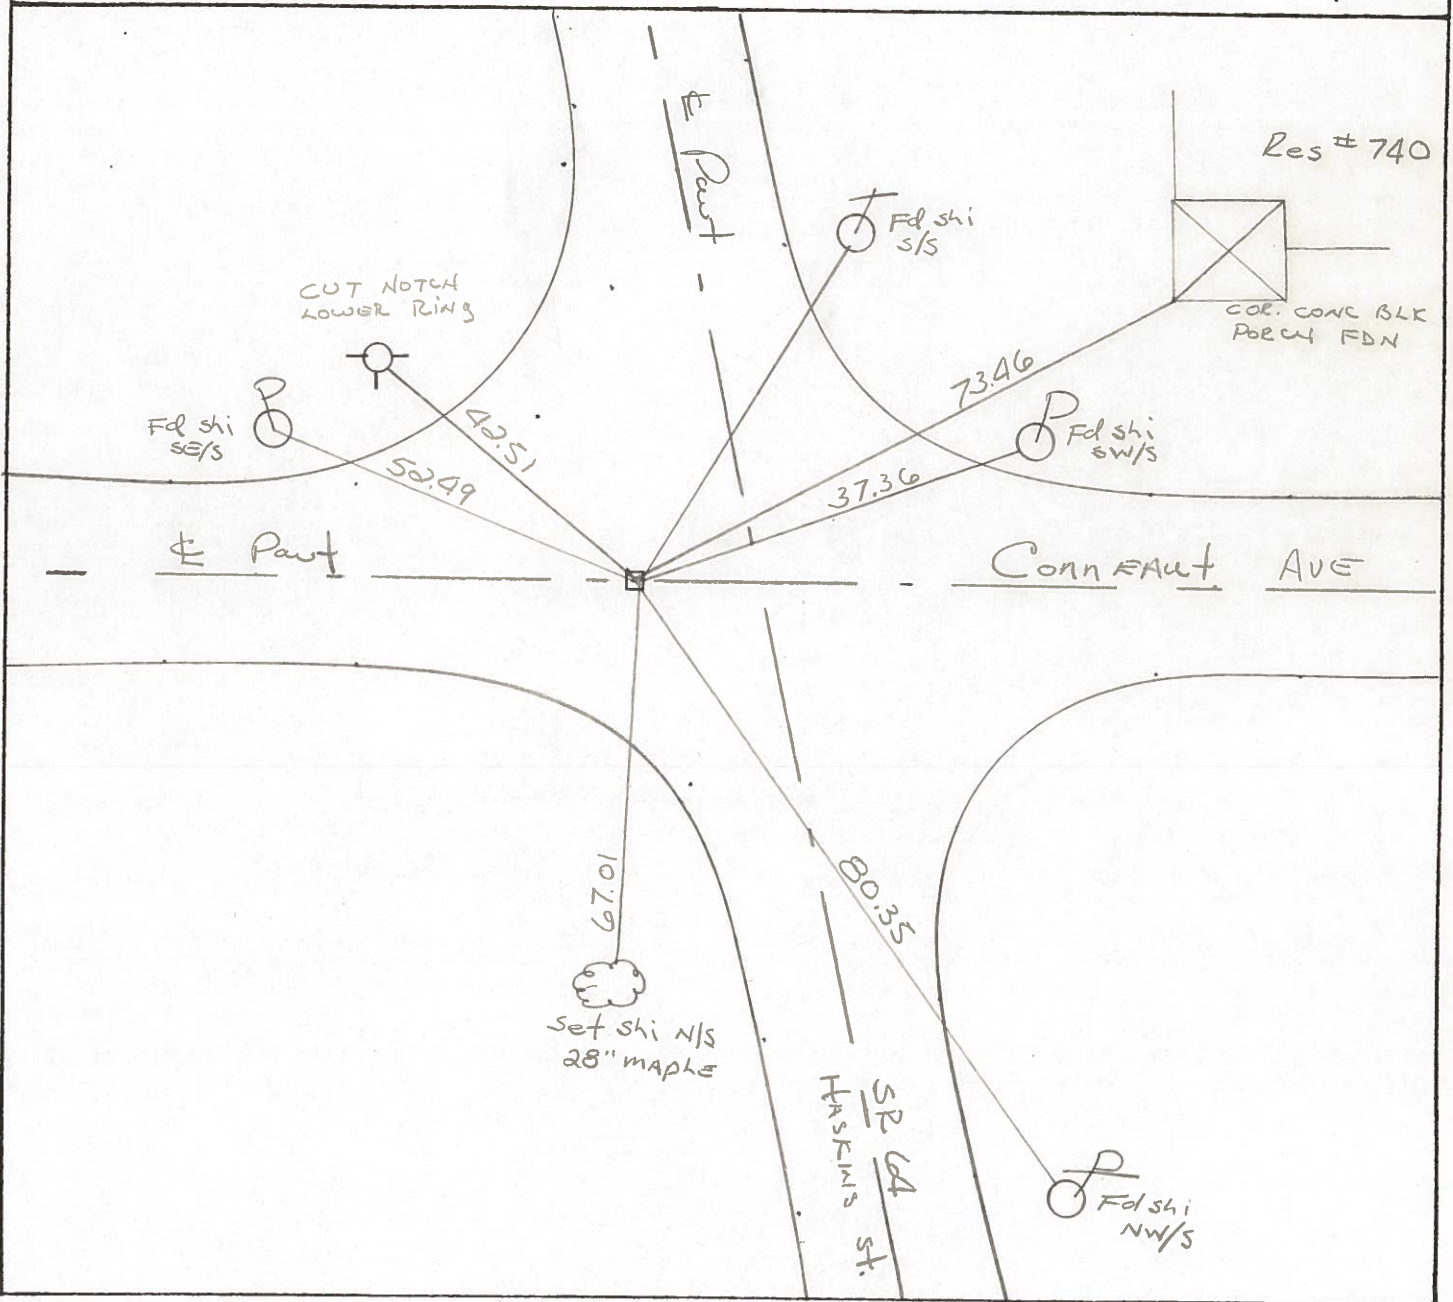 ℄ Pavt
Res # 740
Fd shi
S/S
CUT NOTCH
LOWER RING
COR. CONC BLK
PORCH FDN
73.46
Fd shi
SE/S
42.51
52.49
Fd shi
SW/S
37.36
℄ Pavt
Conneaut Ave
67.01
80.35
Set Shi N/S
28" MAPLE
SR 64
HASKINS St.
Fd shi
NW/S